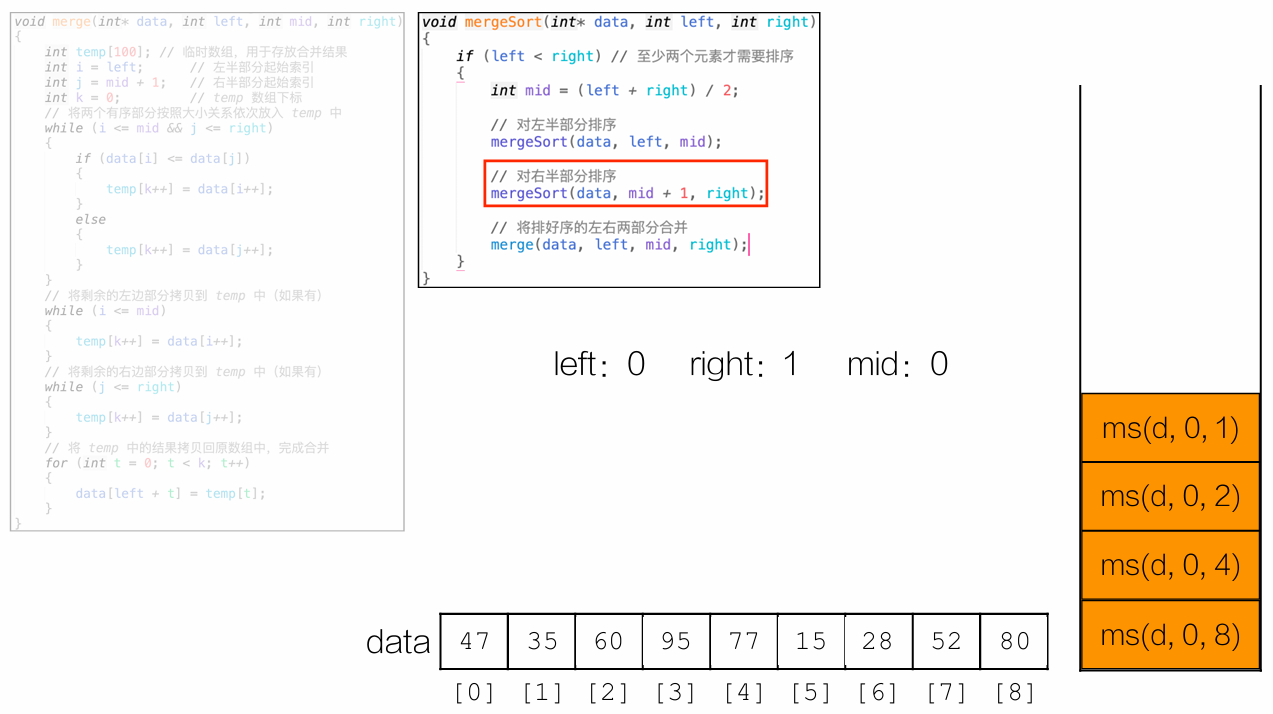 void merge(int* data, int left, int mid, int right)
{
int temp[100]; // 临时数组，用于存放合并结果
int i = left; // 左半部分起始索引
int j = mid + 1; // 右半部分起始索引
int k = 0; // temp 数组下标
// 将两个有序部分按照大小关系依次放入 temp 中
while (i <= mid && j <= right)
{
if (data[i] <= data[j])
{
temp[k++] = data[i++];
}
else
{
temp[k++] = data[j++];
}
}
// 将剩余的左边部分拷贝到 temp 中（如果有）
while (i <= mid)
{
temp[k++] = data[i++];
}
// 将剩余的右边部分拷贝到 temp 中（如果有）
while (j <= right)
{
temp[k++] = data[j++];
}
// 将 temp 中的结果拷贝回原数组中，完成合并
for (int t = 0; t < k; t++)
{
data[left + t] = temp[t];
}
}
void mergeSort(int* data, int left, int right)
{
if (left < right) // 至少两个元素才需要排序
{
int mid = (left + right) / 2;
// 对左半部分排序
mergeSort(data, left, mid);
// 对右半部分排序
mergeSort(data, mid + 1, right);
// 将排好序的左右两部分合并
merge(data, left, mid, right);
}
}
left: 0 right: 1 mid: 0
ms(d, 0, 1)
ms(d, 0, 2)
ms(d, 0, 4)
ms(d, 0, 8)
data 47 35 60 95 77 15 28 52 80
[0] [1] [2] [3] [4] [5] [6] [7] [8]